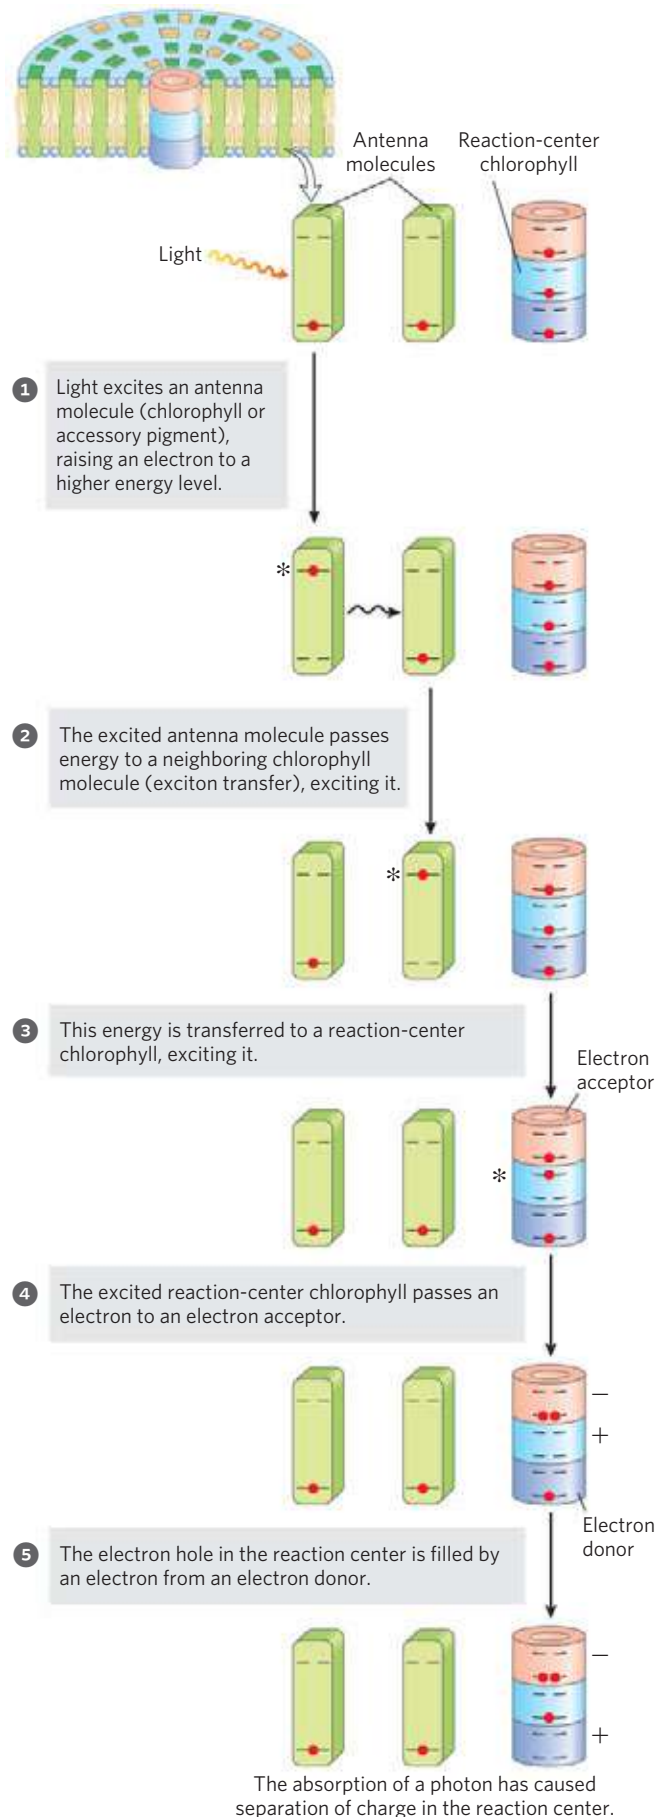 Antenna
molecules
Reaction-center
chlorophyll
Light
1
Light excites an antenna
molecule (chlorophyll or
accessory pigment),
raising an electron to a
higher energy level.
*
2
The excited antenna molecule passes
energy to a neighboring chlorophyll
molecule (exciton transfer), exciting it.
*
3
This energy is transferred to a reaction-center
chlorophyll, exciting it.
Electron
acceptor
*
4
The excited reaction-center chlorophyll passes an
electron to an electron acceptor.
−
+
Electron
donor
5
The electron hole in the reaction center is filled by
an electron from an electron donor.
−
+
The absorption of a photon has caused
separation of charge in the reaction center.